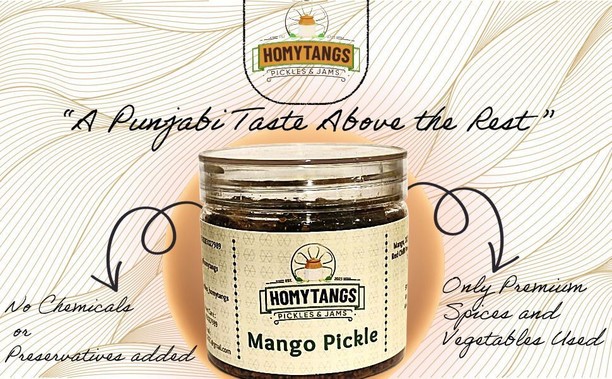 HOMYTANGS
PICKLES & JAMS
"A Punjabi Taste Above the Rest"
No Chemicals
or
Preservatives added
Only Premium
Spices and
Vegetables Used
HOMYTANGS
PICKLES & JAMS
Mango Pickle